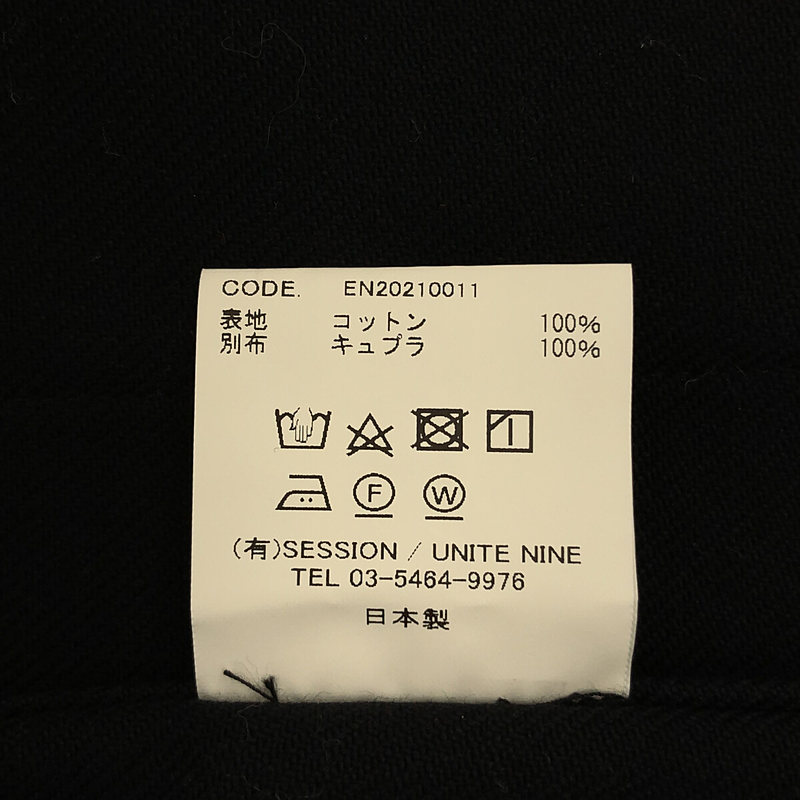 CODE. EN20210011
表地 コットン 100%
別布 キュプラ 100%
F W
(有)SESSION / UNITE NINE
TEL 03-5464-9976
日本製